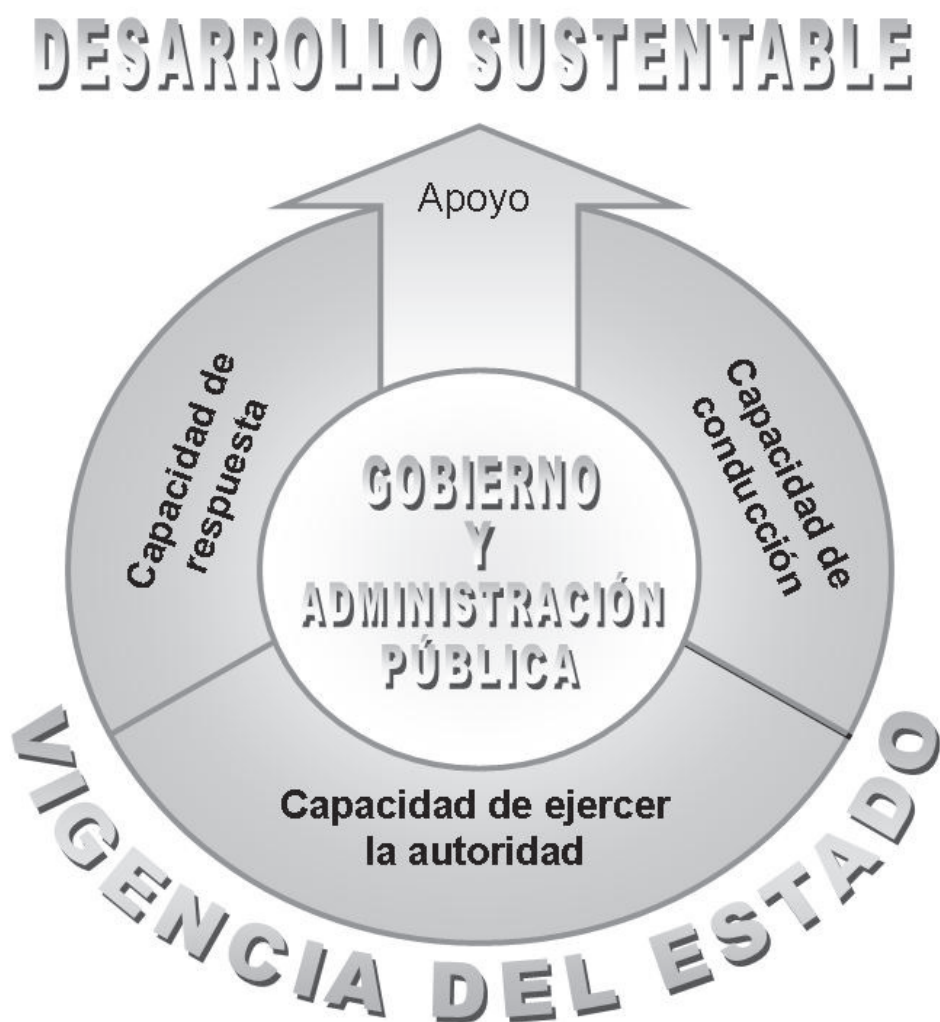 DESARROLLO SUSTENTABLE
Apoyo
Capacidad de
respuesta
Capacidad de
conducción
GOBIERNO
Y
ADMINISTRACIÓN
PÚBLICA
Capacidad de ejercer
la autoridad
VIGENCIA DEL ESTADO